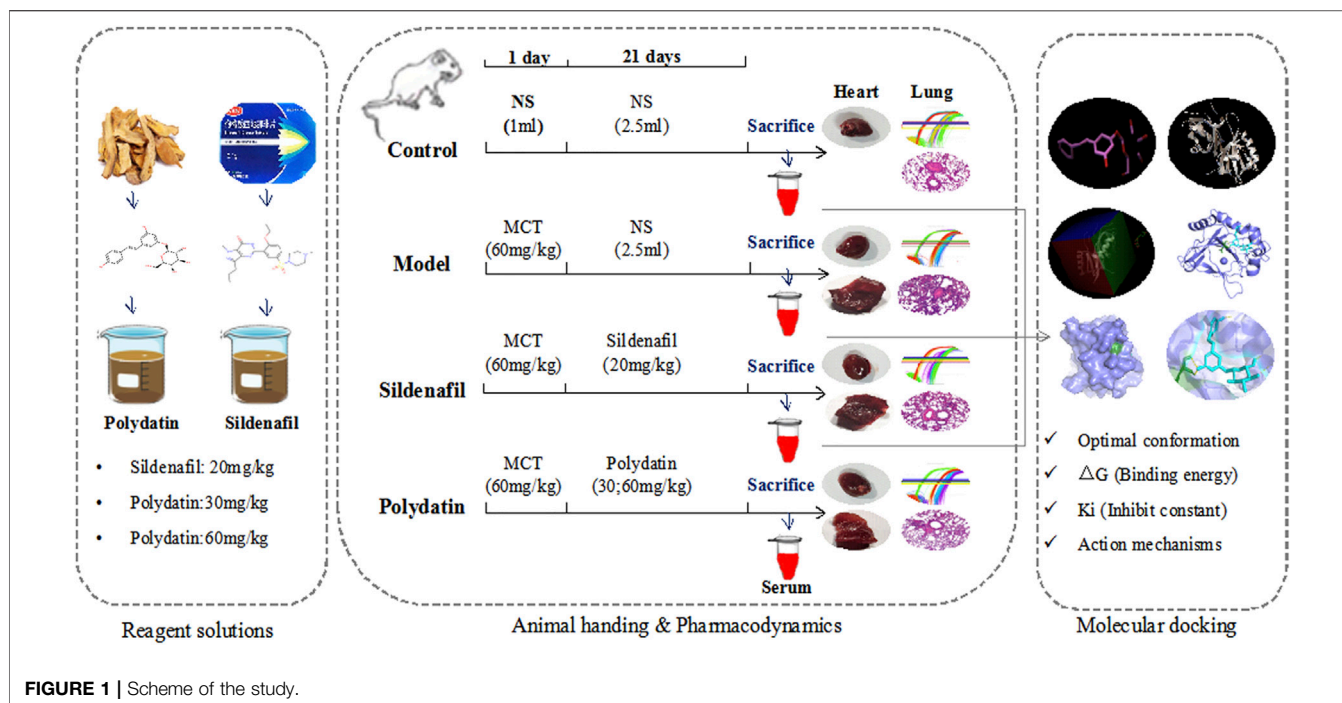 Polydatin
Sildenafil
• Sildenafil: 20mg/kg
• Polydatin:30mg/kg
• Polydatin:60mg/kg
Reagent solutions
1 day
21 days
Heart
Lung
Control
NS
(1ml)
NS
(2.5ml)
Sacrifice
Model
MCT
(60mg/kg)
NS
(2.5ml)
Sacrifice
Sildenafil
MCT
(60mg/kg)
Sildenafil
(20mg/kg)
Sacrifice
Polydatin
MCT
(60mg/kg)
Polydatin
(30;60mg/kg)
Sacrifice
Serum
Animal handing & Pharmacodynamics
✓ Optimal conformation
✓ △G (Binding energy)
✓ Ki (Inhibit constant)
✓ Action mechanisms
Molecular docking
FIGURE 1 | Scheme of the study.